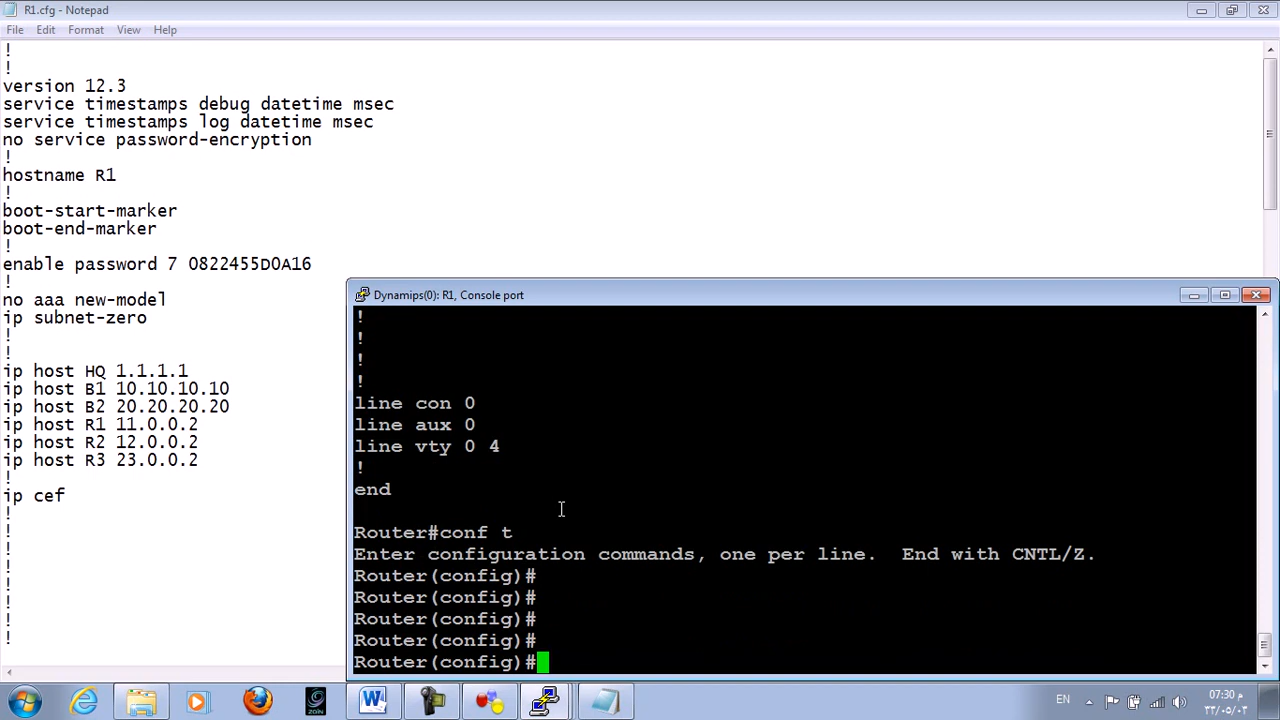 R1.cfg - Notepad
File Edit Format View Help
!
!
version 12.3
service timestamps debug datetime msec
service timestamps log datetime msec
no service password-encryption
!
hostname R1
!
boot-start-marker
boot-end-marker
!
enable password 7 0822455D0A16
!
no aaa new-model
ip subnet-zero
!
!
ip host HQ 1.1.1.1
ip host B1 10.10.10.10
ip host B2 20.20.20.20
ip host R1 11.0.0.2
ip host R2 12.0.0.2
ip host R3 23.0.0.2
!
ip cef
!
!
!
!
!
!
!
!
Dynamips(0): R1, Console port
!
!
!
!
line con 0
line aux 0
line vty 0 4
!
end
Router#conf t
Enter configuration commands, one per line.  End with CNTL/Z.
Router(config)#
Router(config)#
Router(config)#
Router(config)#
Router(config)#
zain
EN
07:30 م
٣٣/٠٥/٠٣